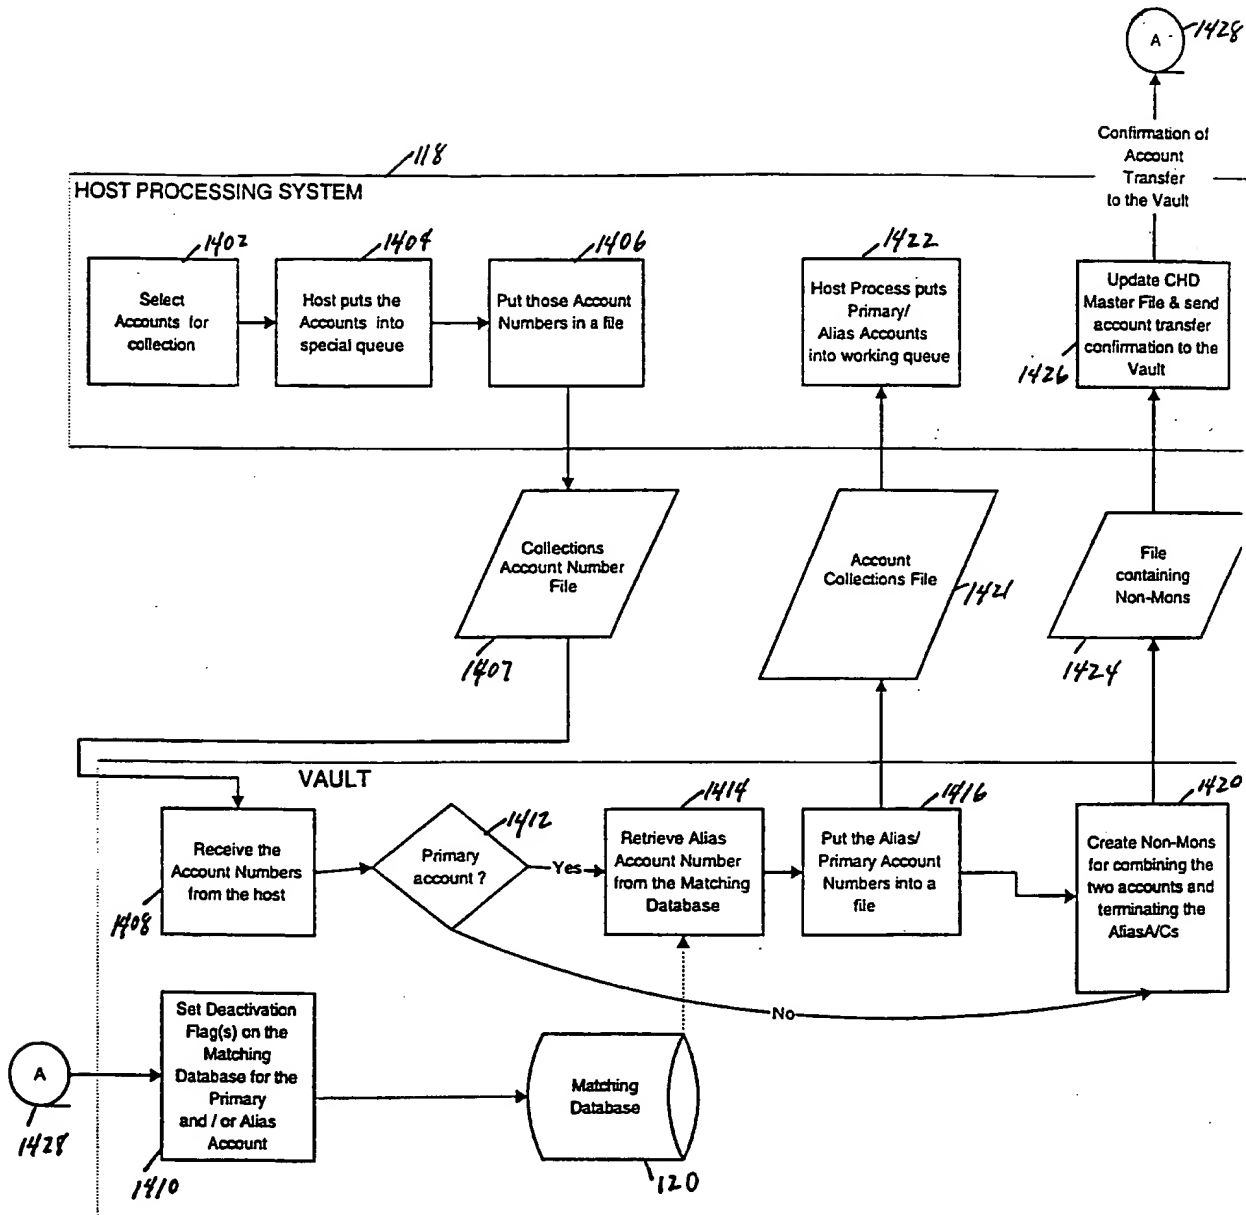 A
1428
Confirmation of
Account
Transfer
to the Vault
118
HOST PROCESSING SYSTEM
1402
Select
Accounts for
collection
1404
Host puts the
Accounts into
special queue
1406
Put those Account
Numbers in a file
1422
Host Process puts
Primary/
Alias Accounts
into working queue
Update CHD
Master File & send
account transfer
confirmation to the
Vault
1426
Collections
Account Number
File
1407
Account
Collections File
1421
File
containing
Non-Mons
1424
VAULT
Receive the
Account Numbers
from the host
1408
Primary
account ?
1412
Yes
1414
Retrieve Alias
Account Number
from the Matching
Database
1416
Put the Alias/
Primary Account
Numbers into a
file
1420
Create Non-Mons
for combining the
two accounts and
terminating the
AliasA/Cs
No
A
1428
Set Deactivation
Flag(s) on the
Matching
Database for the
Primary
and / or Alias
Account
1410
Matching
Database
120